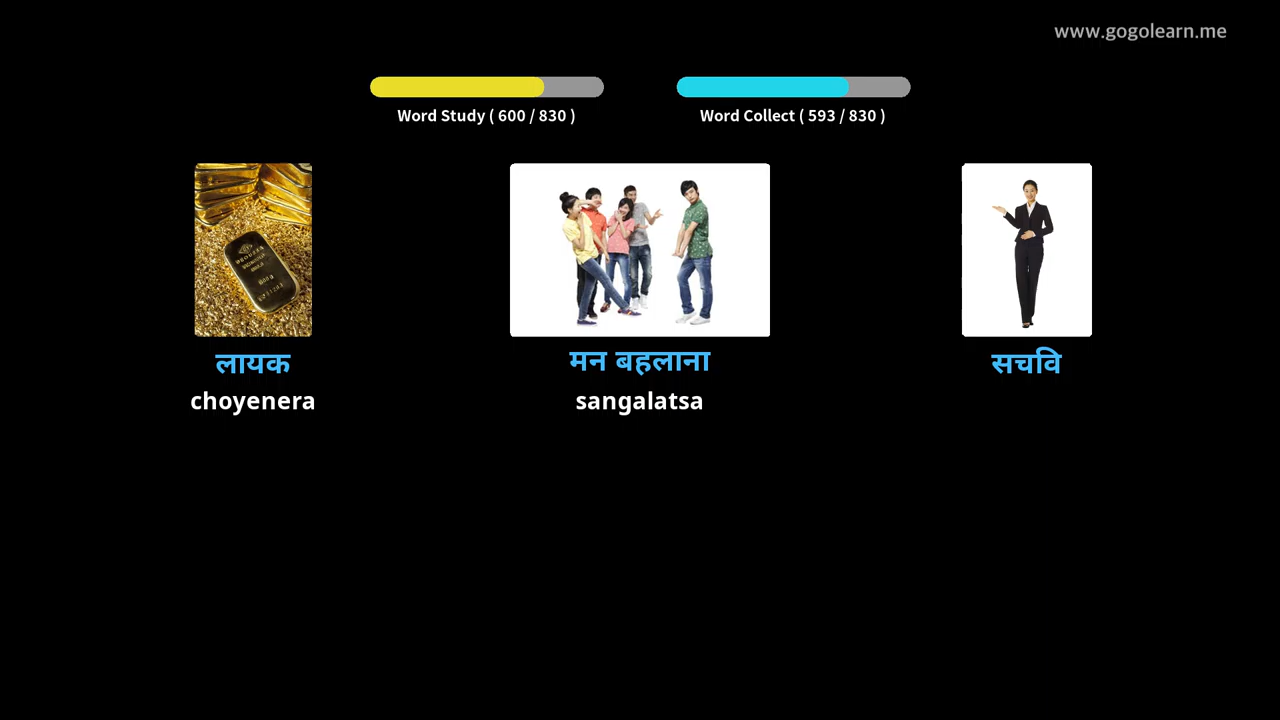 www.gogolearn.me
Word Study ( 600 / 830 )
Word Collect ( 593 / 830 )
लायक
मन बहलाना
सचवि
choyenera
sangalatsa